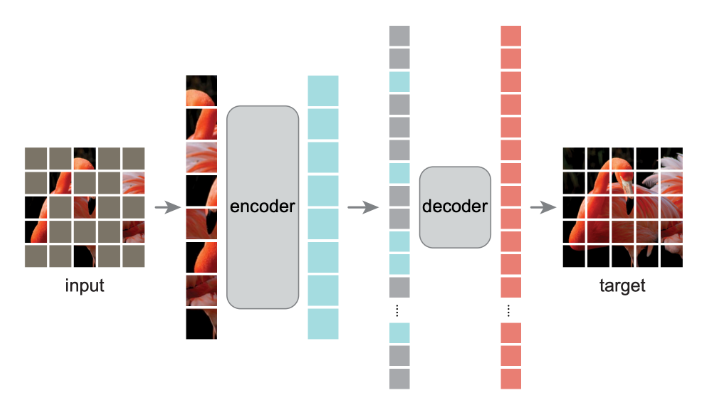 input
encoder
decoder
target